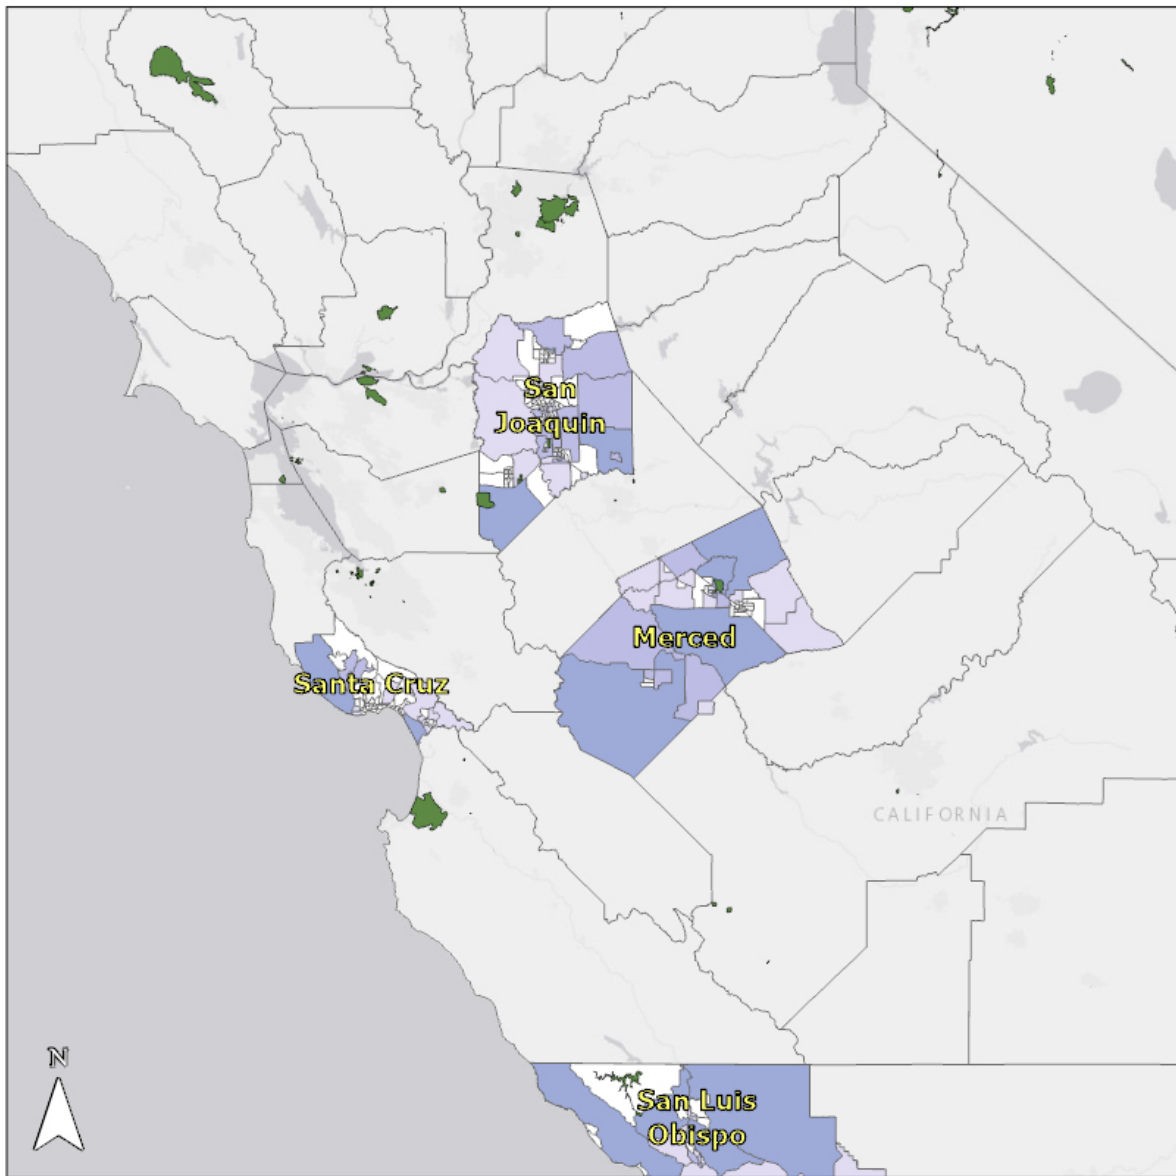 San
Joaquin
Merced
Santa Cruz
CALIFORNIA
N
San Luis
Obispo